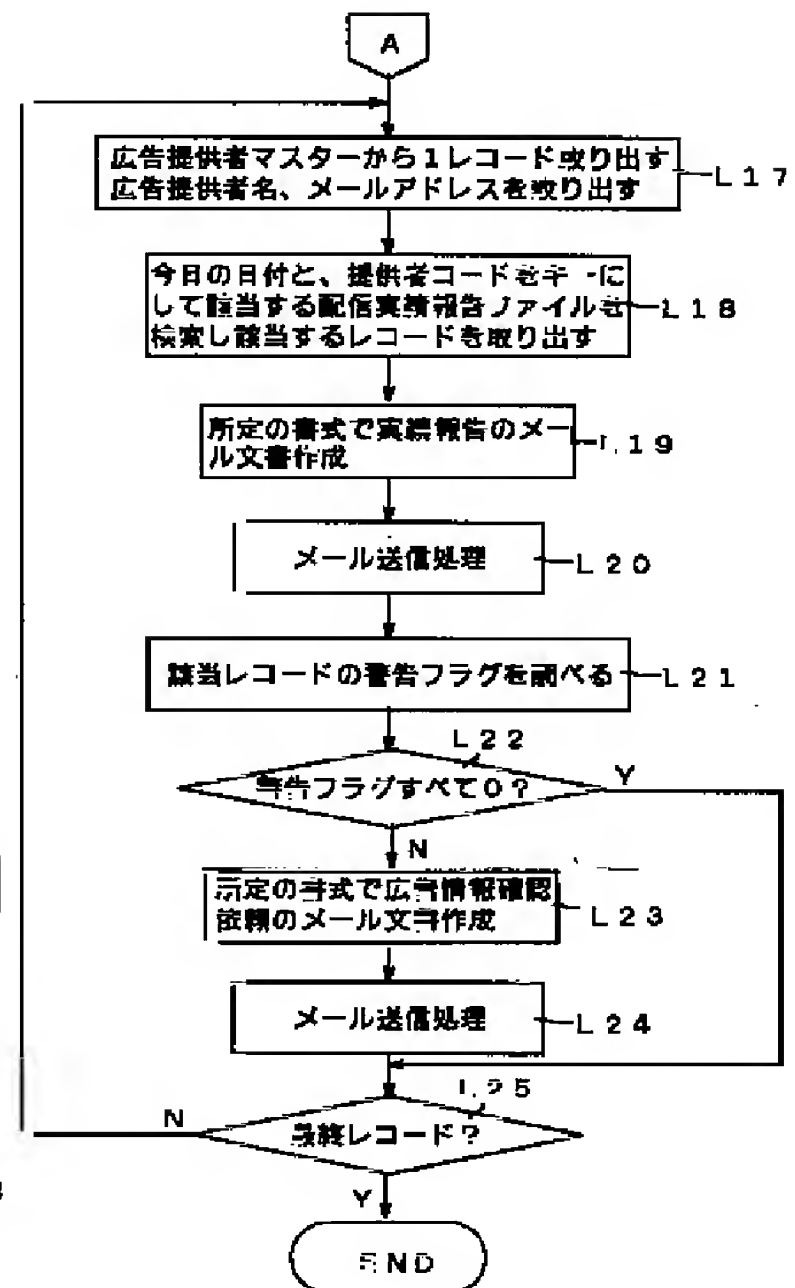 A
広告提供者マスターから1レコード取り出す
広告提供者名、メールアドレスを取り出す
L17
今日の日付と、提供者コードをキーに
して該当する配信実績報告ファイルを
検索し該当するレコードを取り出す
L18
所定の書式で実績報告のメー
ル文書作成
L19
メール送信処理
L20
該当レコードの警告フラグを調べる
L21
L22
警告フラグすべて0?
Y
N
所定の書式で広告情報確認
依頼のメール文書作成
L23
メール送信処理
L24
L25
N
最終レコード?
Y
END